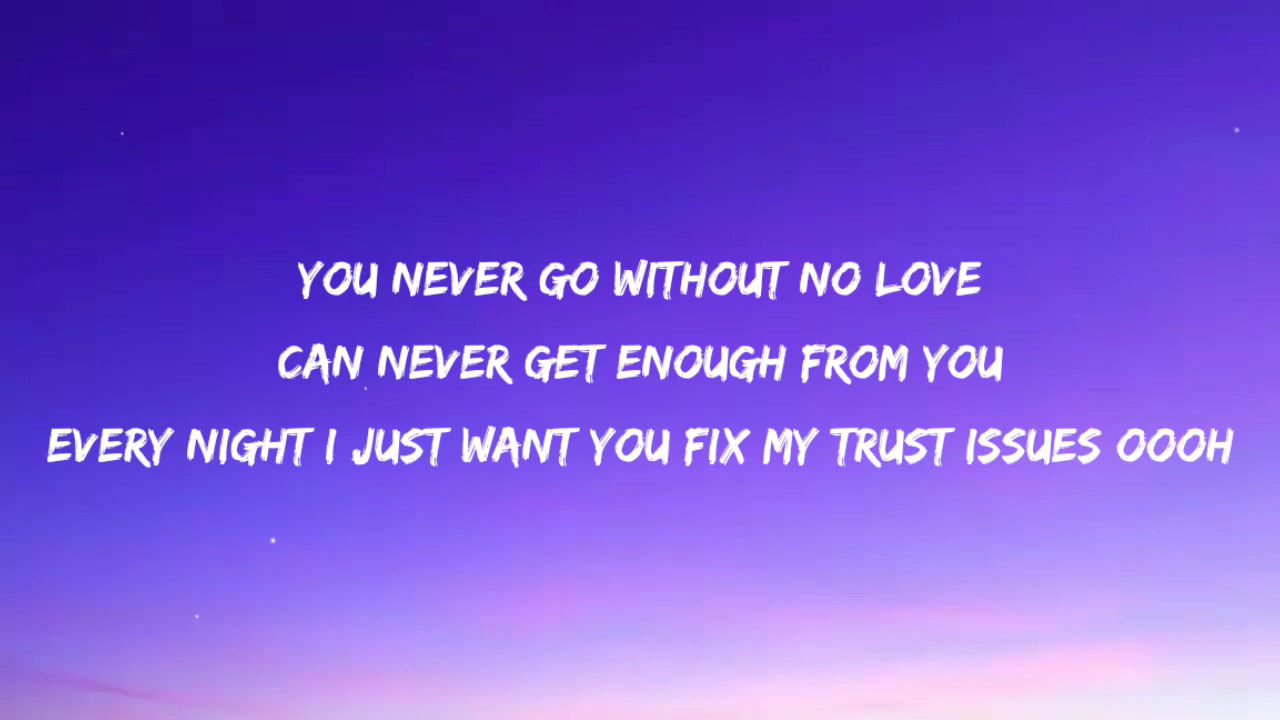 YOU NEVER GO WITHOUT NO LOVE
CAN NEVER GET ENOUGH FROM YOU
EVERY NIGHT I JUST WANT YOU FIX MY TRUST ISSUES OOOH